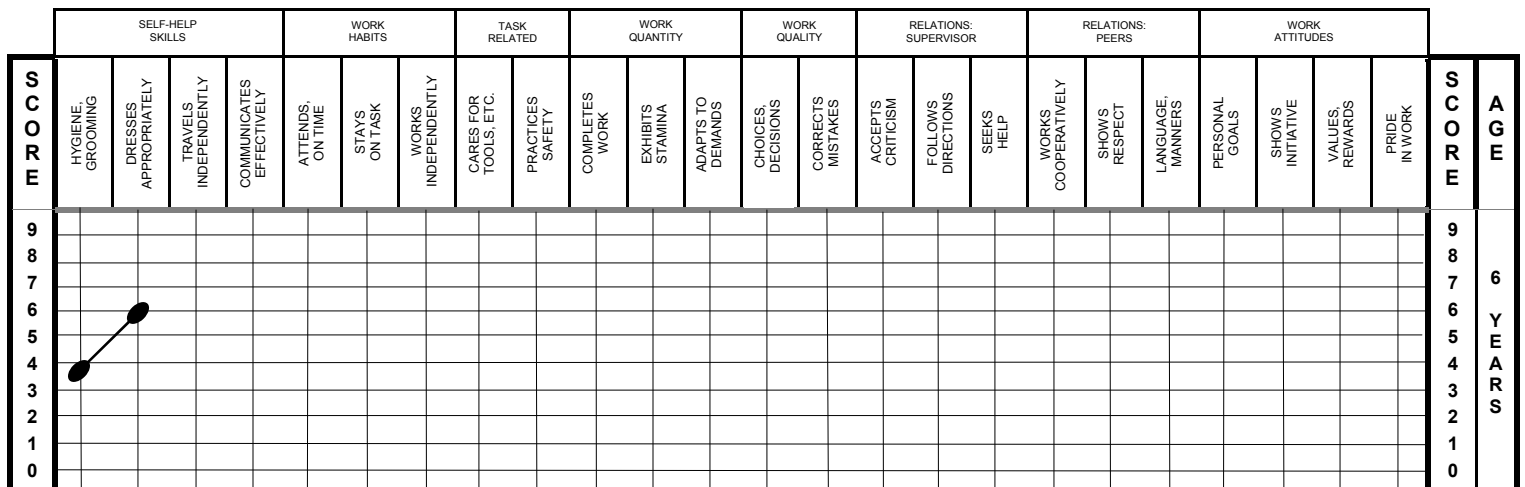 SELF-HELP
SKILLS
WORK
HABITS
TASK
RELATED
WORK
QUANTITY
WORK
QUALITY
RELATIONS:
SUPERVISOR
RELATIONS:
PEERS
WORK
ATTITUDES
SCORE
HYGIENE,
GROOMING
DRESSES
APPROPRIATELY
TRAVELS
INDEPENDENTLY
COMMUNICATES
EFFECTIVELY
ATTENDS,
ON TIME
STAYS
ON TASK
WORKS
INDEPENDENTLY
CARES FOR
TOOLS, ETC.
PRACTICES
SAFETY
COMPLETES
WORK
EXHIBITS
STAMINA
ADAPTS TO
DEMANDS
CHOICES,
DECISIONS
CORRECTS
MISTAKES
ACCEPTS
CRITICISM
FOLLOWS
DIRECTIONS
SEEKS
HELP
WORKS
COOPERATIVELY
SHOWS
RESPECT
LANGUAGE,
MANNERS
PERSONAL
GOALS
SHOWS
INITIATIVE
VALUES,
REWARDS
PRIDE
IN WORK
SCORE
AGE
9 9
8 8
7 7
6 6
5 5
4 4
3 3
2 2
1 1
0 0
6 YEARS